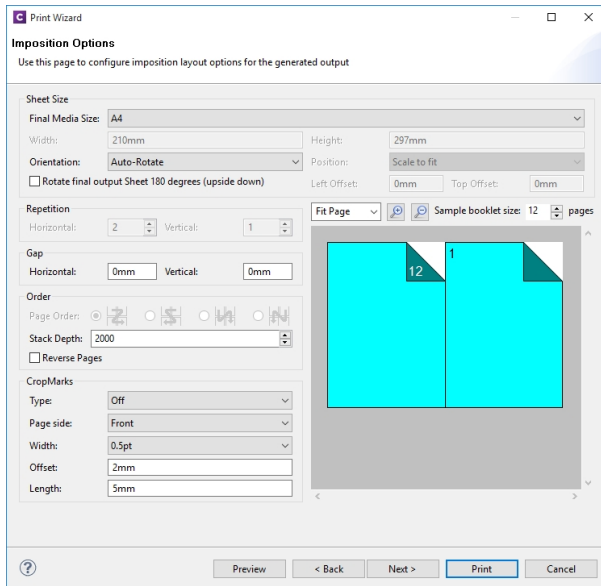 C Print Wizard
Imposition Options
Use this page to configure imposition layout options for the generated output
Sheet Size
Final Media Size: A4
Width: 210mm Height: 297mm
Orientation: Auto-Rotate Position: Scale to fit
Rotate final output Sheet 180 degrees (upside down) Left Offset: 0mm Top Offset: 0mm
Repetition
Horizontal: 2 Vertical: 1
Fit Page Sample booklet size: 12 pages
Gap
Horizontal: 0mm Vertical: 0mm
12 1
Order
Page Order:
Stack Depth: 2000
Reverse Pages
CropMarks
Type: Off
Page side: Front
Width: 0.5pt
Offset: 2mm
Length: 5mm
? Preview < Back Next > Print Cancel